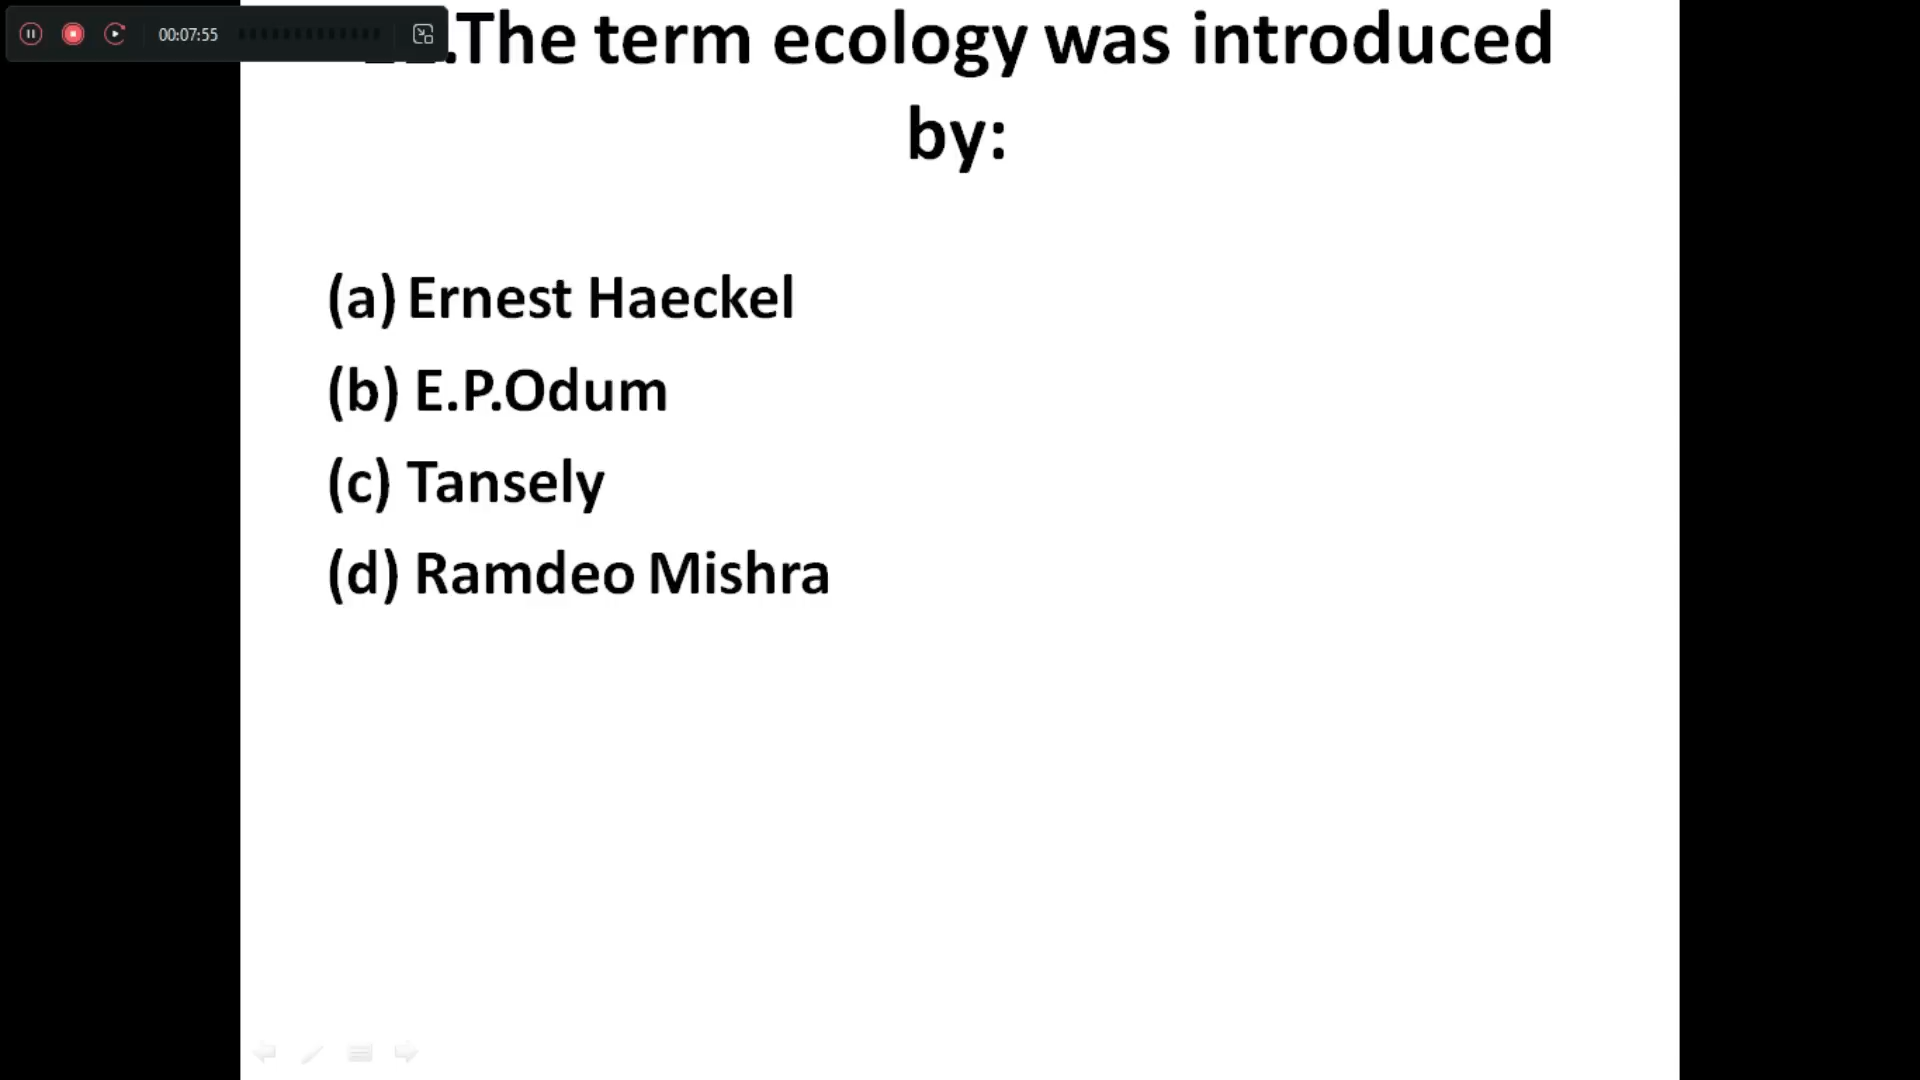 00:07:55
.The term ecology was introduced
by:
(a) Ernest Haeckel
(b) E.P.Odum
(c) Tansely
(d) Ramdeo Mishra